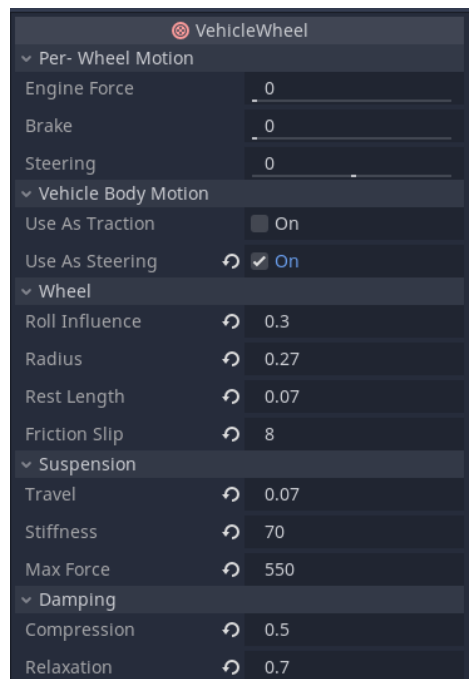 VehicleWheel
Per- Wheel Motion
Engine Force 0
Brake 0
Steering 0
Vehicle Body Motion
Use As Traction On
Use As Steering On
Wheel
Roll Influence 0.3
Radius 0.27
Rest Length 0.07
Friction Slip 8
Suspension
Travel 0.07
Stiffness 70
Max Force 550
Damping
Compression 0.5
Relaxation 0.7